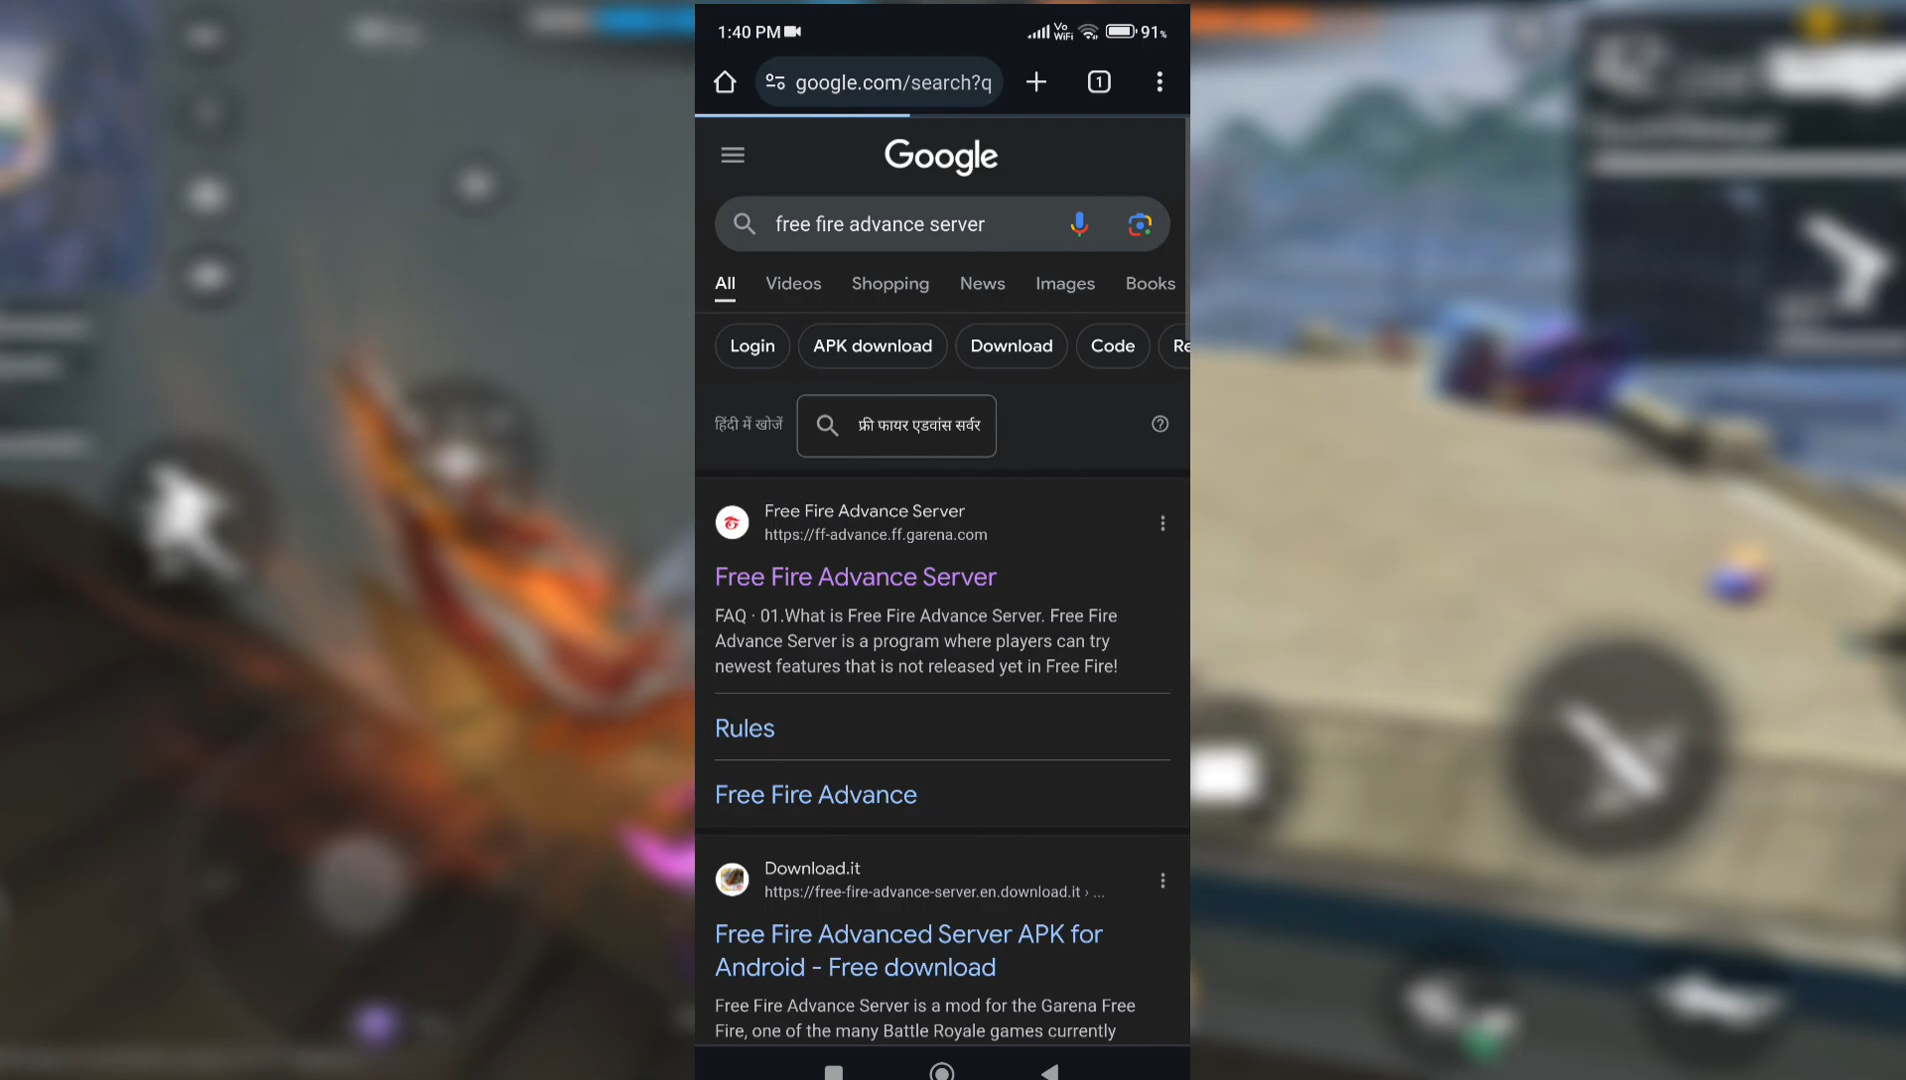 1:40 PM
Vo
WiFi
91%
google.com/search?q
1
Google
free fire advance server
All Videos Shopping News Images Books
Login APK download Download Code Re
हिंदी में खोजें फ्री फायर एडवांस सर्वर
Free Fire Advance Server
https://ff-advance.ff.garena.com
Free Fire Advance Server
FAQ · 01.What is Free Fire Advance Server. Free Fire
Advance Server is a program where players can try
newest features that is not released yet in Free Fire!
Rules
Free Fire Advance
Download.it
https://free-fire-advance-server.en.download.it › ...
Free Fire Advanced Server APK for
Android - Free download
Free Fire Advance Server is a mod for the Garena Free
Fire, one of the many Battle Royale games currently